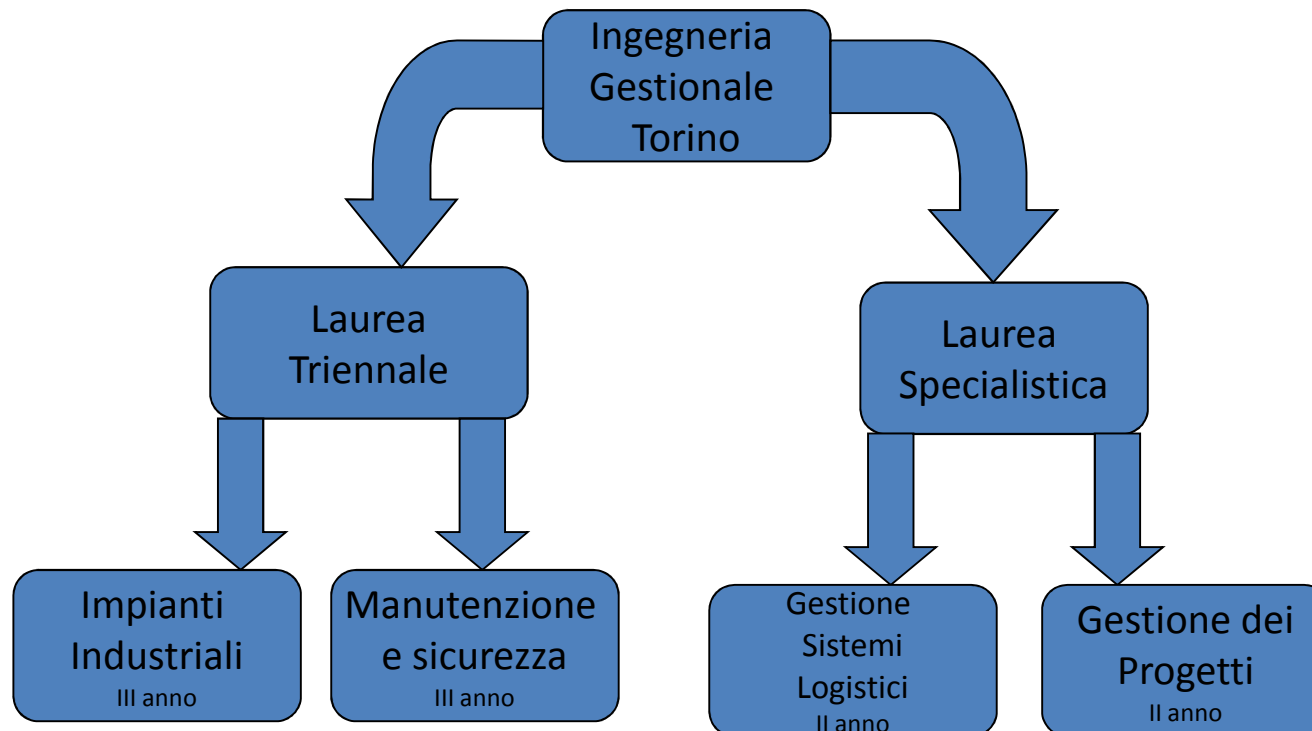 Ingegneria
Gestionale
Torino
Laurea
Triennale
Laurea
Specialistica
Impianti
Industriali
III anno
Manutenzione
e sicurezza
III anno
Gestione
Sistemi
Logistici
II anno
Gestione dei
Progetti
II anno